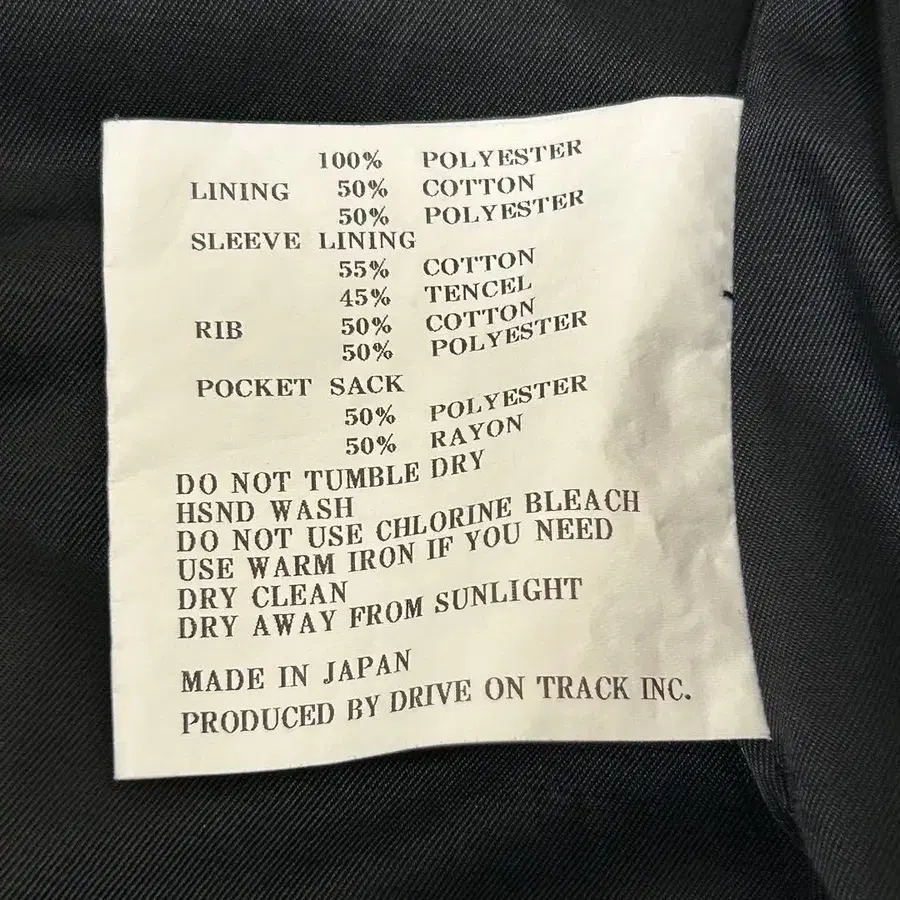 100% POLYESTER
LINING 50% COTTON
50% POLYESTER
SLEEVE LINING
55% COTTON
45% TENCEL
RIB 50% COTTON
50% POLYESTER
POCKET SACK
50% POLYESTER
50% RAYON
DO NOT TUMBLE DRY
HSND WASH
DO NOT USE CHLORINE BLEACH
USE WARM IRON IF YOU NEED
DRY CLEAN
DRY AWAY FROM SUNLIGHT
MADE IN JAPAN
PRODUCED BY DRIVE ON TRACK INC.